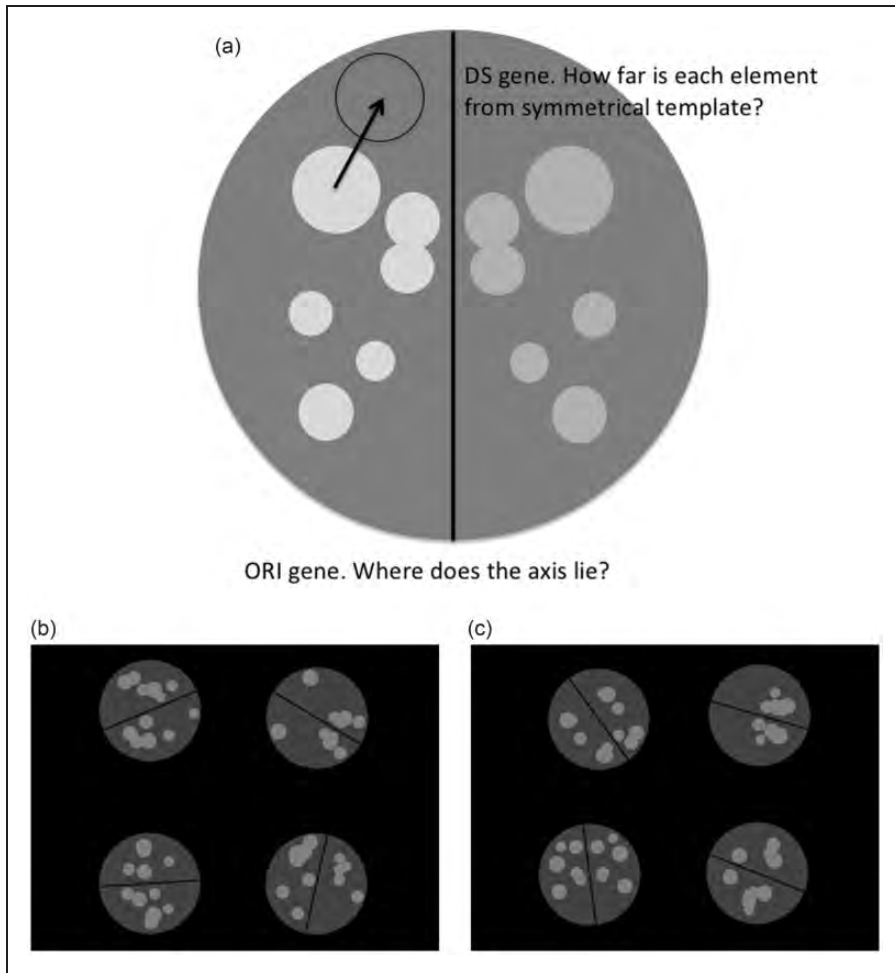 (a)
DS gene. How far is each element
from symmetrical template?
ORI gene. Where does the axis lie?
(b)
(c)